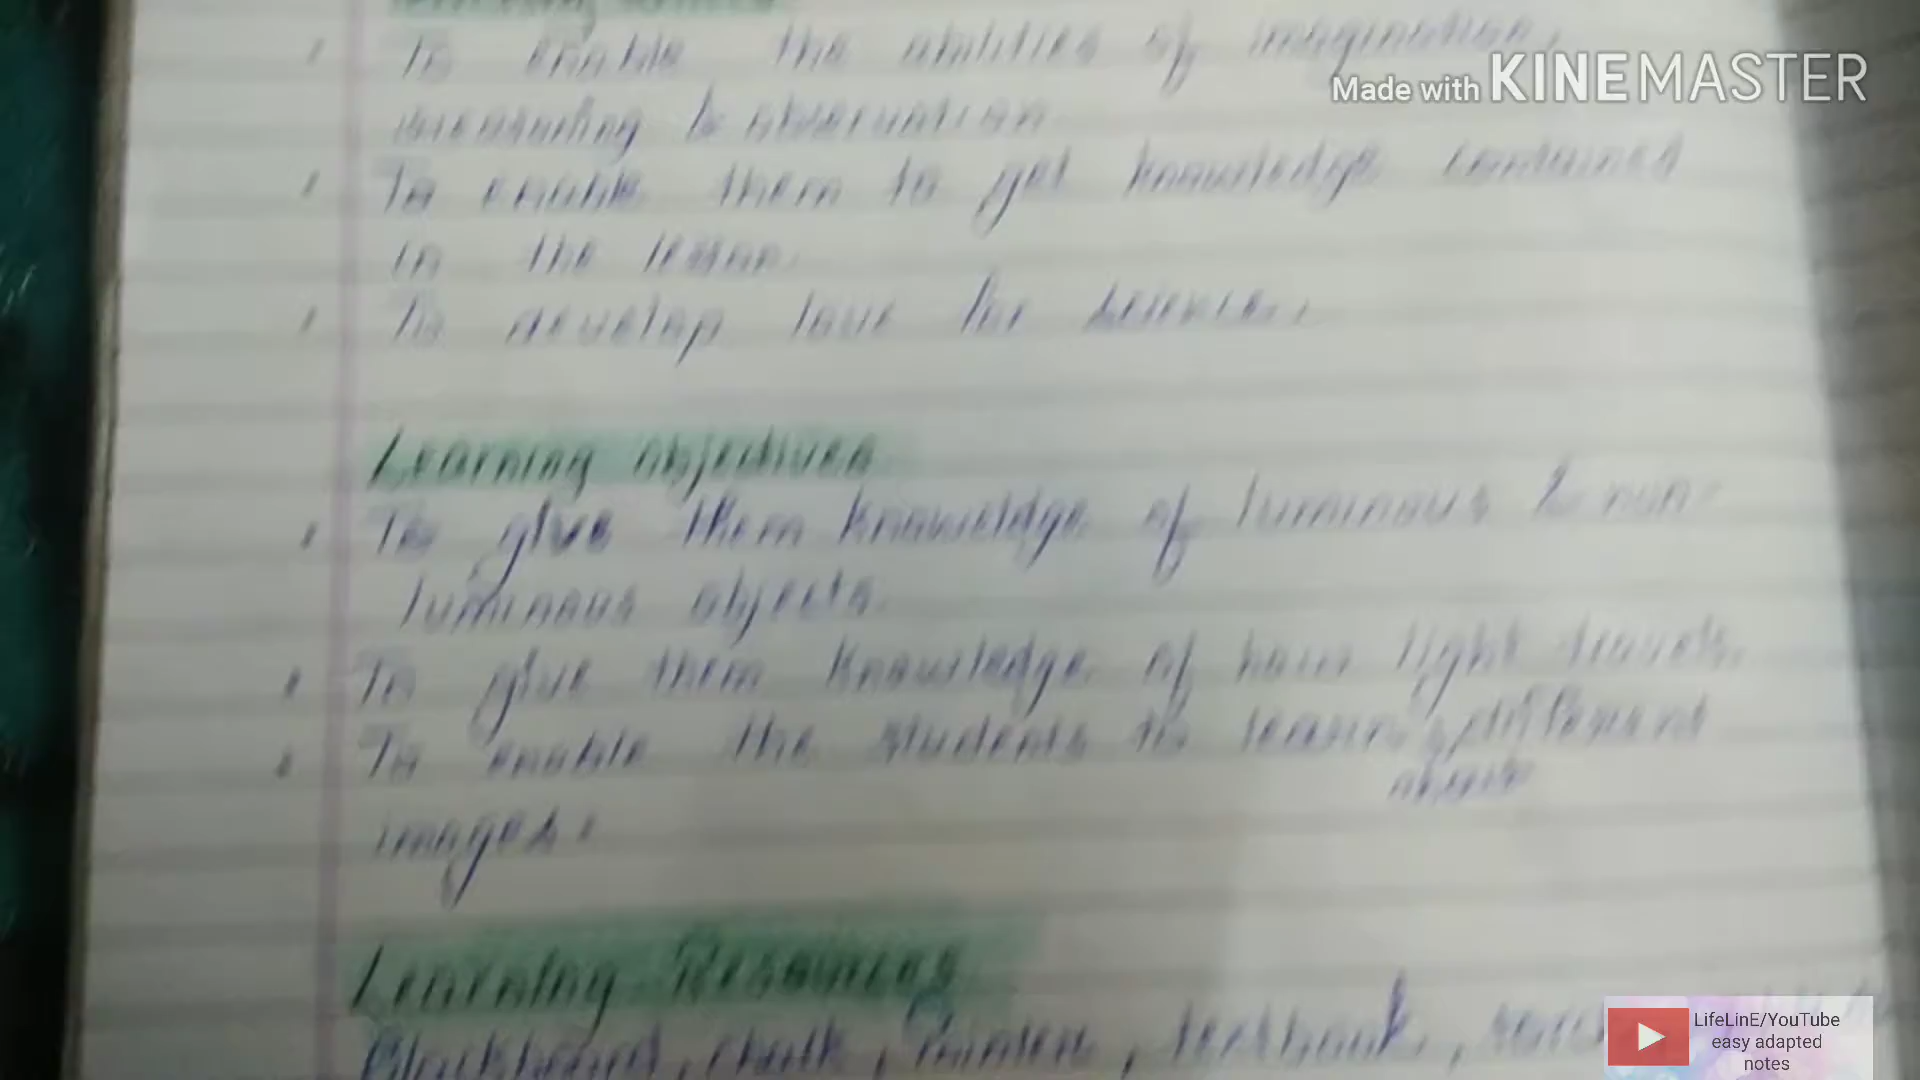 To enable the abilities of imagination,
& observation
To enable them to get knowledge contained
in the lesson.
To develop love for science.
Learning objectives
To give them knowledge of luminous & non-
luminous objects.
To give them knowledge of how light travels.
To enable the students to learn different
images.
Learning Resources
Blackboard, chalk, Pointer, textbook,
Made with KINEMASTER
LifeLinE/YouTube
easy adapted
notes